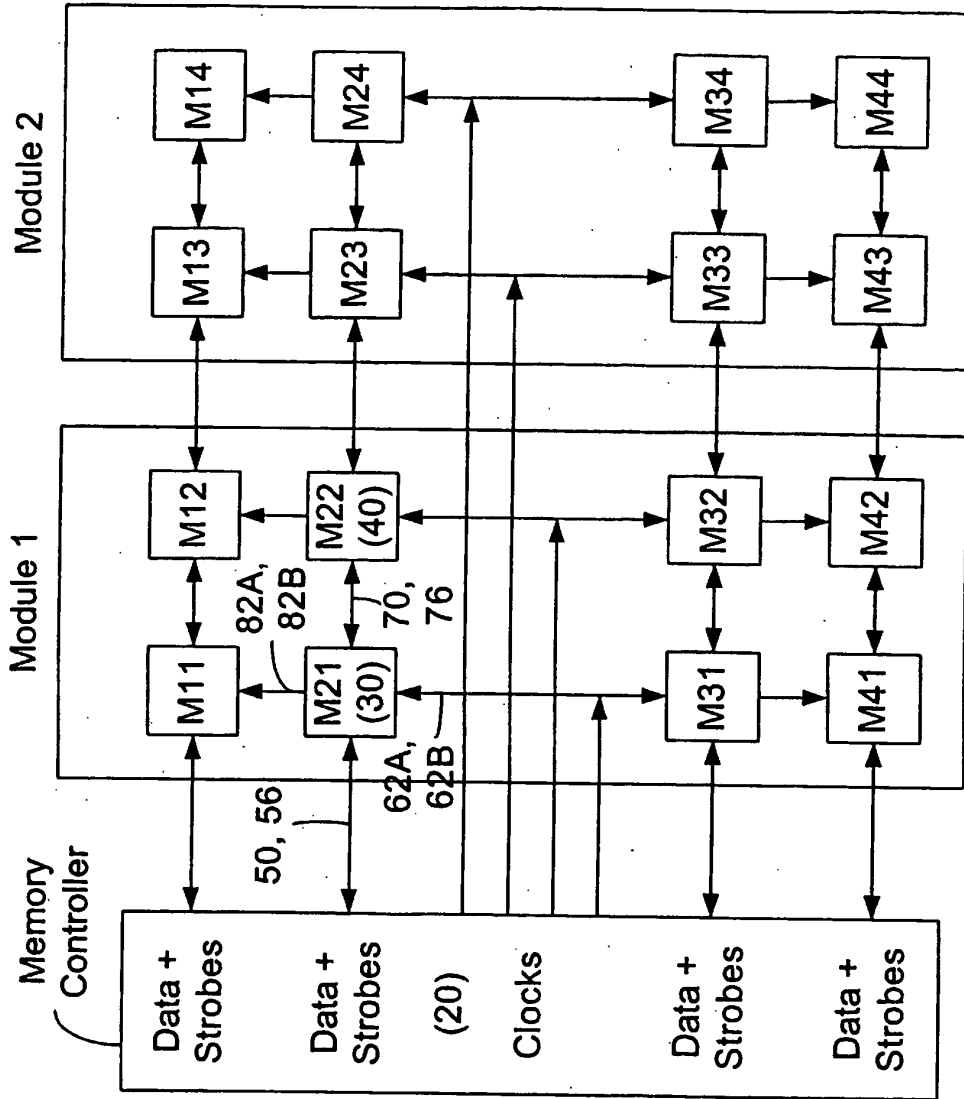 Module 1
Module 2
Memory
Controller
Data +
Strobes
Data +
Strobes
(20)
Clocks
Data +
Strobes
Data +
Strobes
50, 56
62A,
62B
82A,
82B
70,
76
M11
M12
M13
M14
M21
(30)
M22
(40)
M23
M24
M31
M32
M33
M34
M41
M42
M43
M44